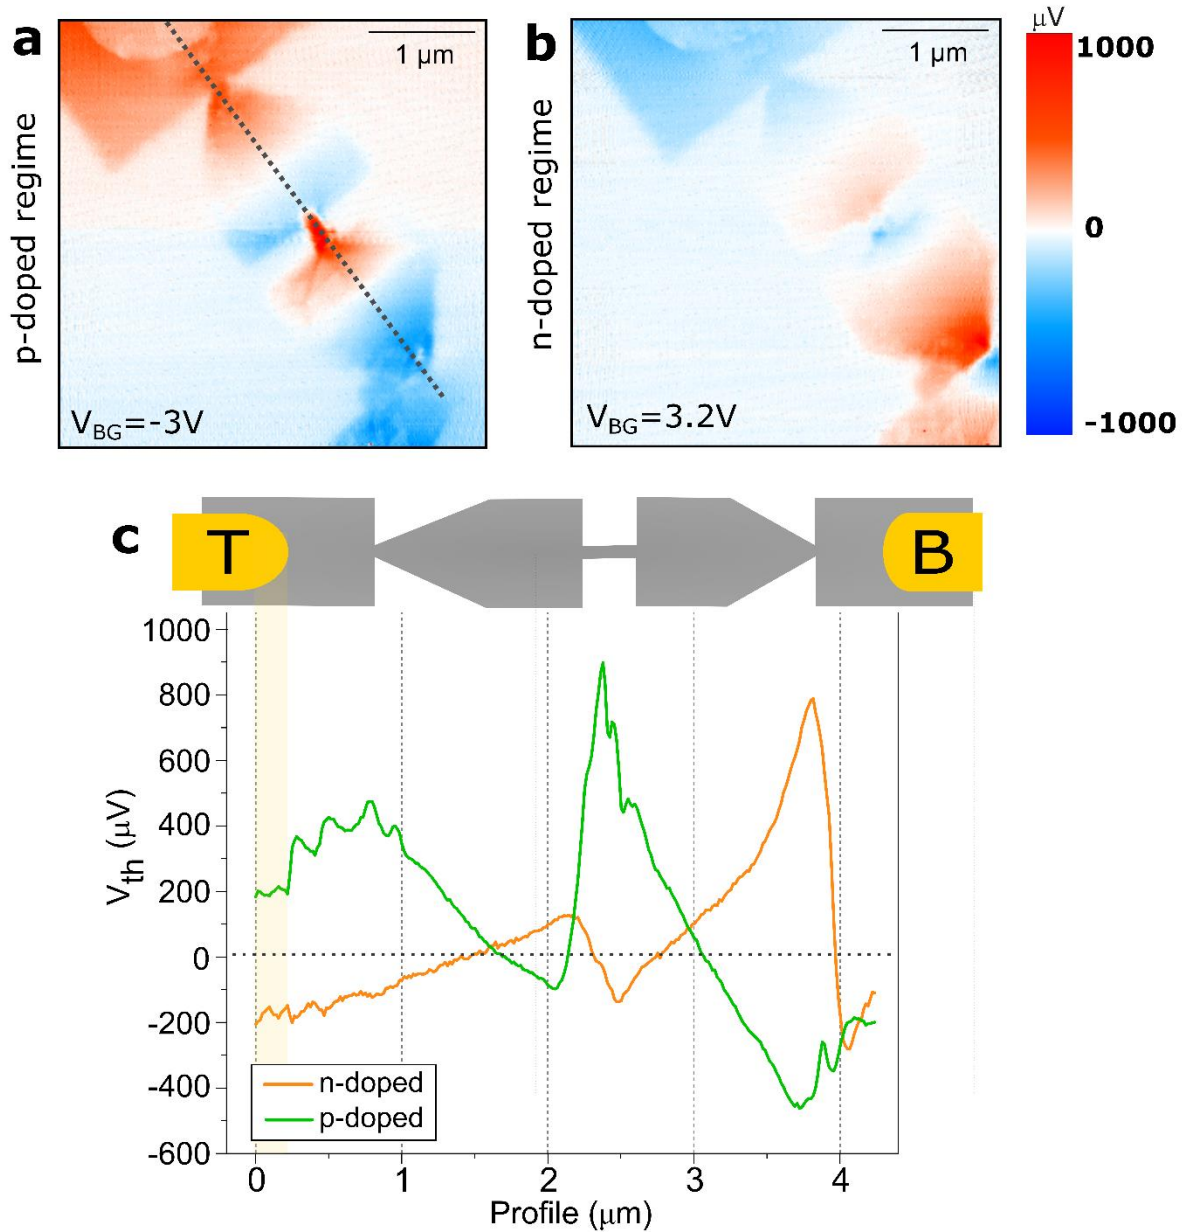 a
p-doped regime
1 µm
V_BG=-3V
b
n-doped regime
1 µm
V_BG=3.2V
µV
1000
0
-1000
c
T
B
V_th (µV)
1000
800
600
400
200
0
-200
-400
-600
n-doped
p-doped
0 1 2 3 4
Profile (µm)